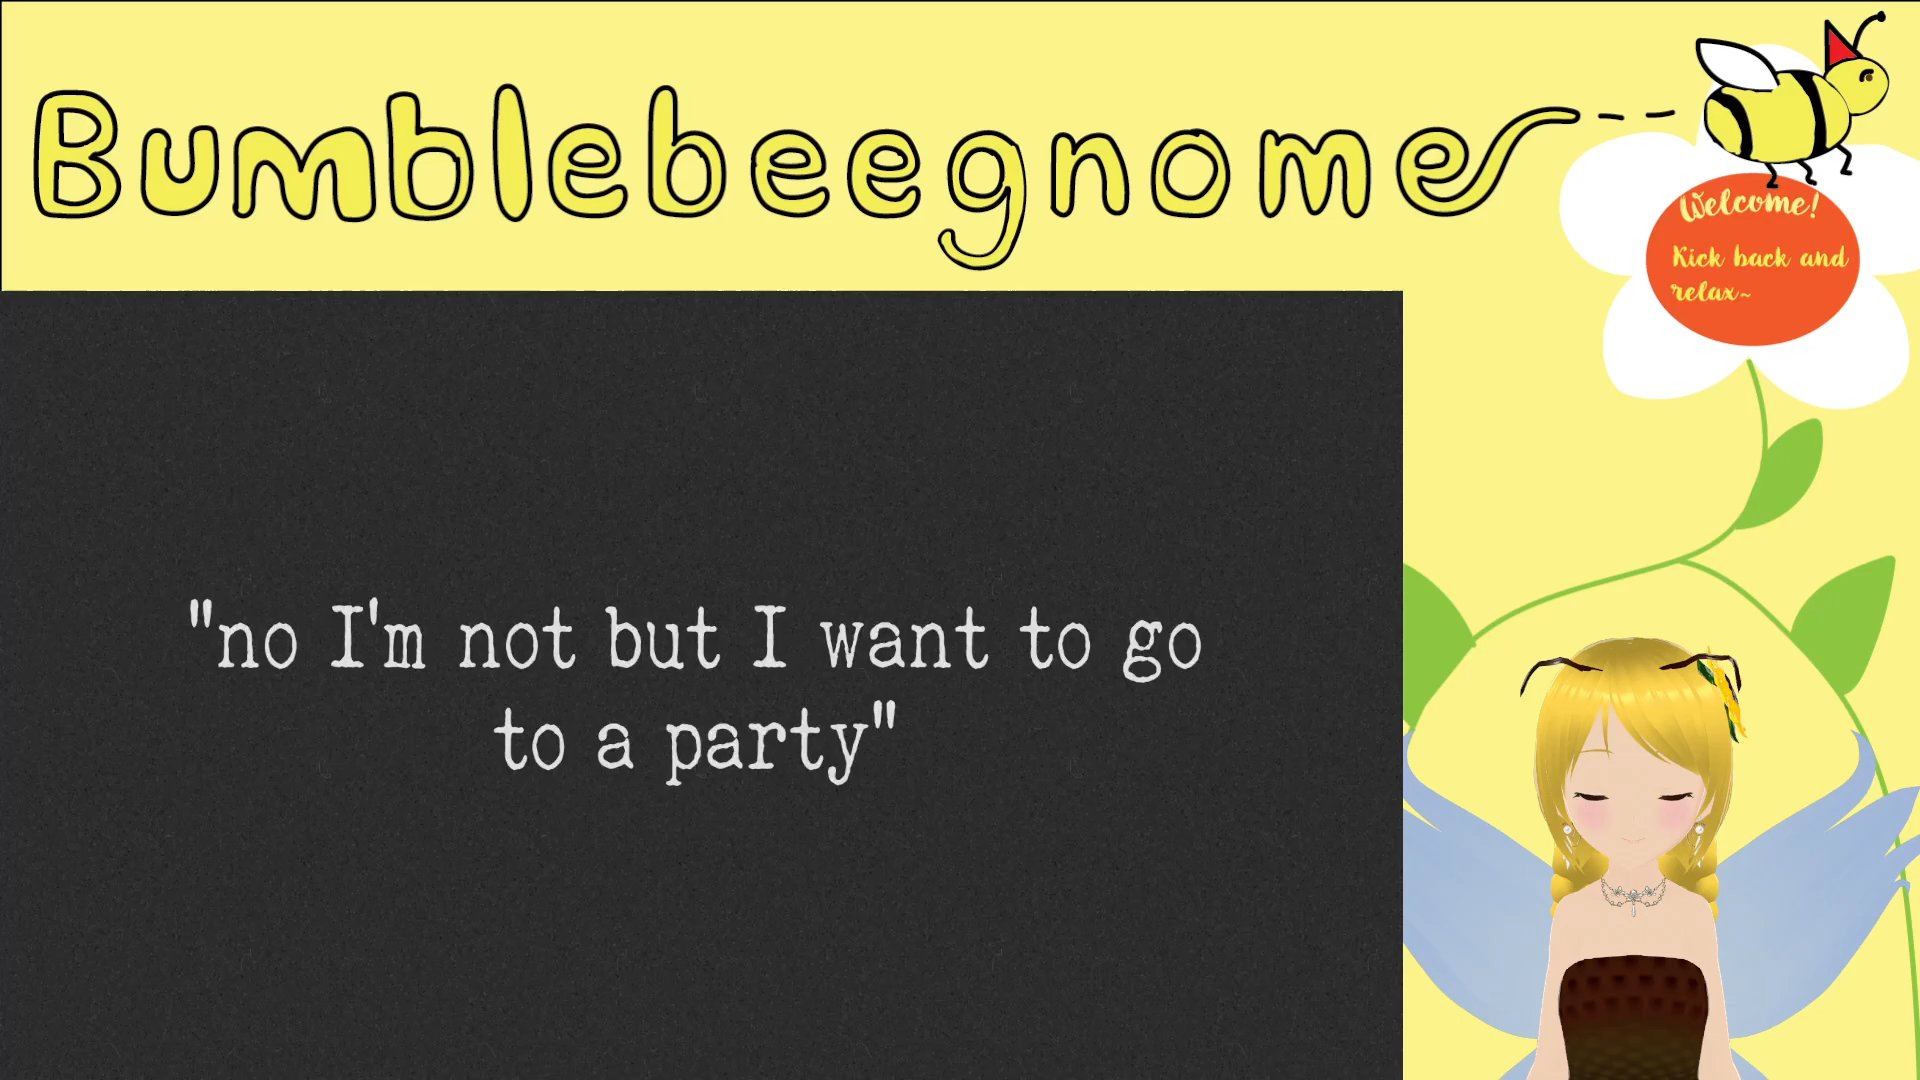 Bumblebeegnome
Welcome!
Kick back and
relax~
"no I'm not but I want to go
to a party"